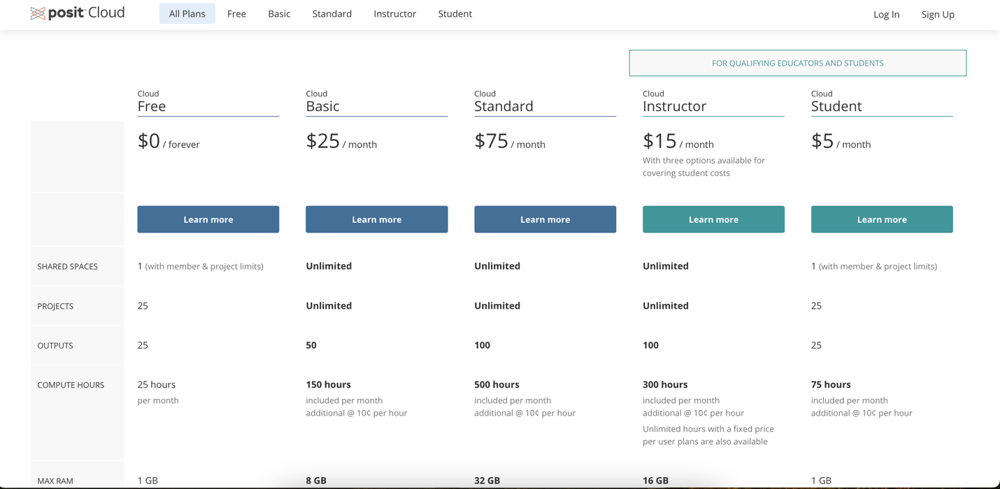 posit Cloud All Plans Free Basic Standard Instructor Student Log In Sign Up
FOR QUALIFYING EDUCATORS AND STUDENTS
Cloud Cloud Cloud Cloud Cloud
Free Basic Standard Instructor Student
$0 / forever $25 / month $75 / month $15 / month $5 / month
With three options available for
covering student costs
Learn more Learn more Learn more Learn more Learn more
SHARED SPACES 1 (with member & project limits) Unlimited Unlimited Unlimited 1 (with member & project limits)
PROJECTS 25 Unlimited Unlimited Unlimited 25
OUTPUTS 25 50 100 100 25
COMPUTE HOURS 25 hours 150 hours 500 hours 300 hours 75 hours
per month included per month included per month included per month included per month
additional @ 10¢ per hour additional @ 10¢ per hour additional @ 10¢ per hour additional @ 10¢ per hour
Unlimited hours with a fixed price
per user plans are also available
MAX RAM 1 GB 8 GB 32 GB 16 GB 1 GB